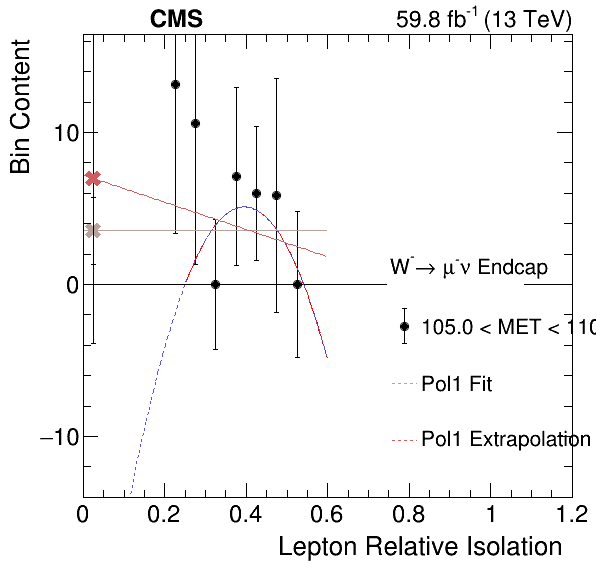 CMS
59.8 fb⁻¹ (13 TeV)
Bin Content
10
0
−10
W⁻→ μ⁻ν Endcap
105.0 < MET < 110
Pol1 Fit
Pol1 Extrapolation
0 0.2 0.4 0.6 0.8 1 1.2
Lepton Relative Isolation